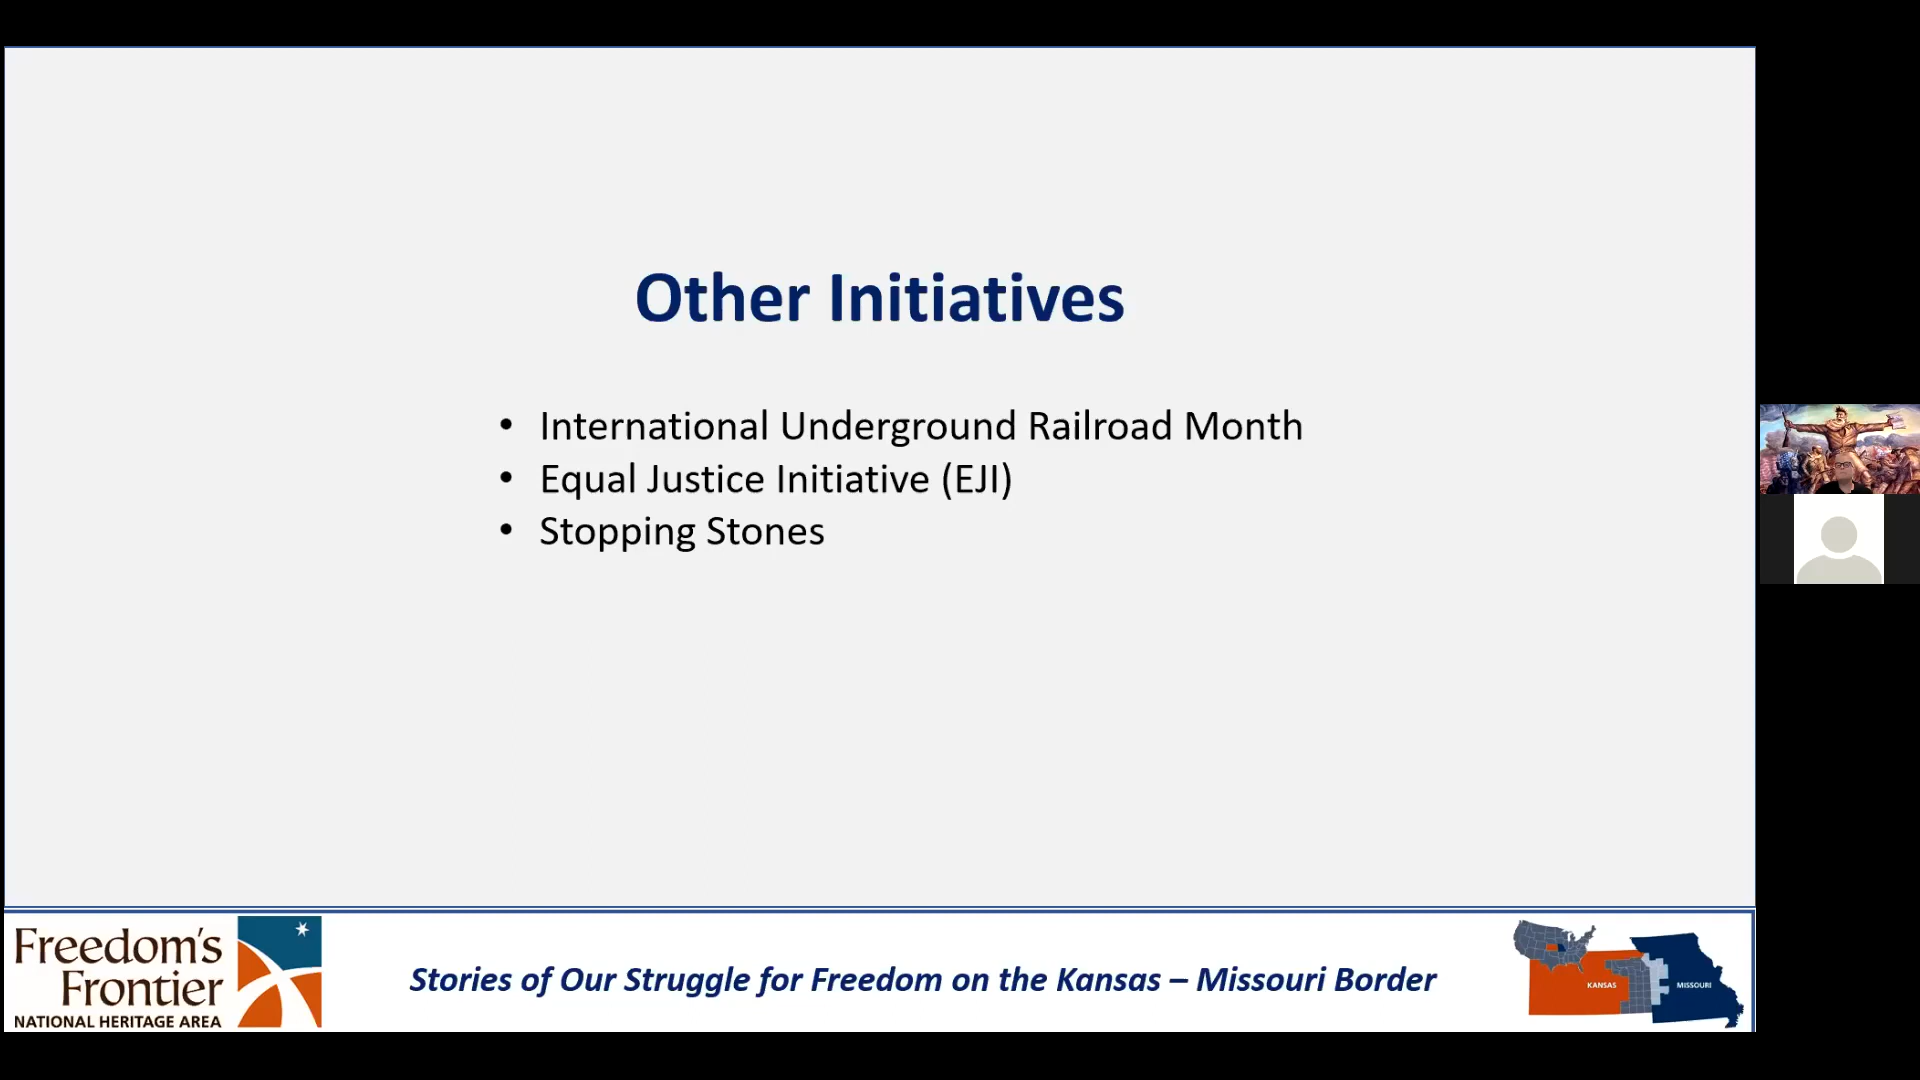 Other Initiatives
• International Underground Railroad Month
• Equal Justice Initiative (EJI)
• Stopping Stones
Freedom's
Frontier
NATIONAL HERITAGE AREA
Stories of Our Struggle for Freedom on the Kansas – Missouri Border
KANSAS
MISSOURI